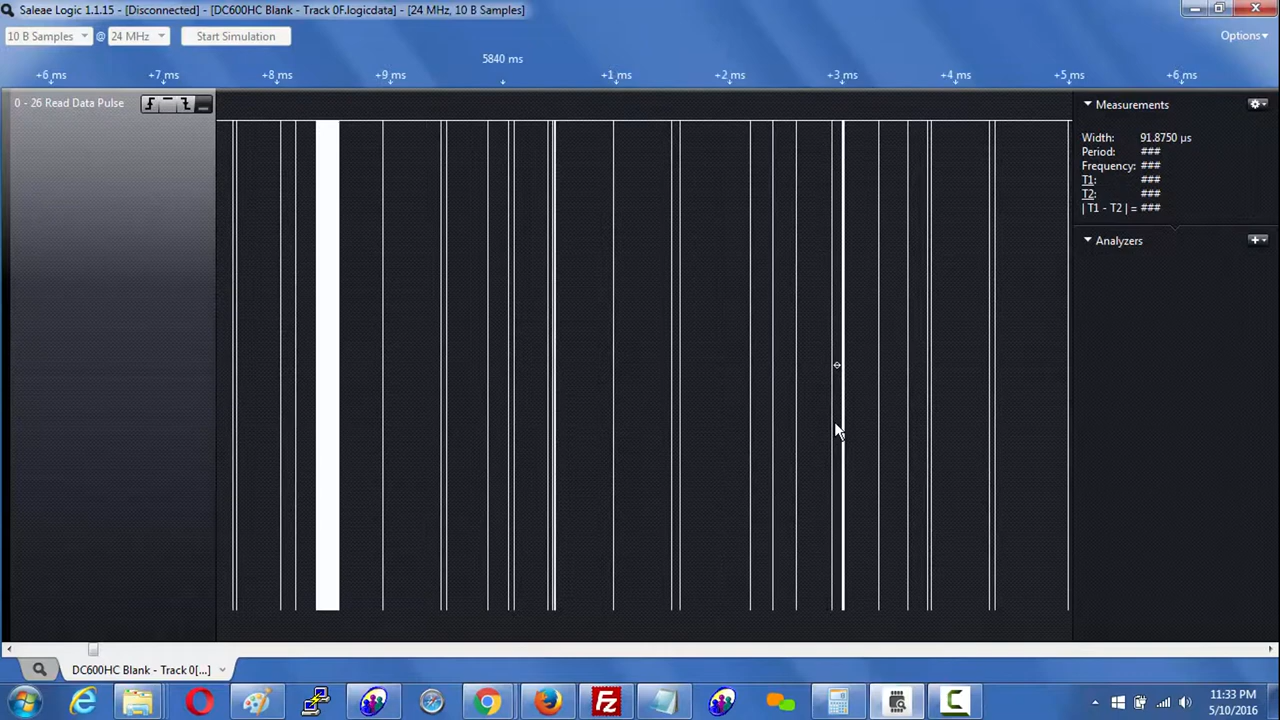 Saleae Logic 1.1.15 - [Disconnected] - [DC600HC Blank - Track 0F.logicdata] - [24 MHz, 10 B Samples]
10 B Samples @ 24 MHz Start Simulation Options
5840 ms
+6 ms +7 ms +8 ms +9 ms +1 ms +2 ms +3 ms +4 ms +5 ms +6 ms
0 - 26 Read Data Pulse
Measurements
Width: 91.8750 µs
Period: ###
Frequency: ###
T1: ###
T2: ###
| T1 - T2 | = ###
Analyzers
DC600HC Blank - Track 0[...]
11:33 PM
5/10/2016